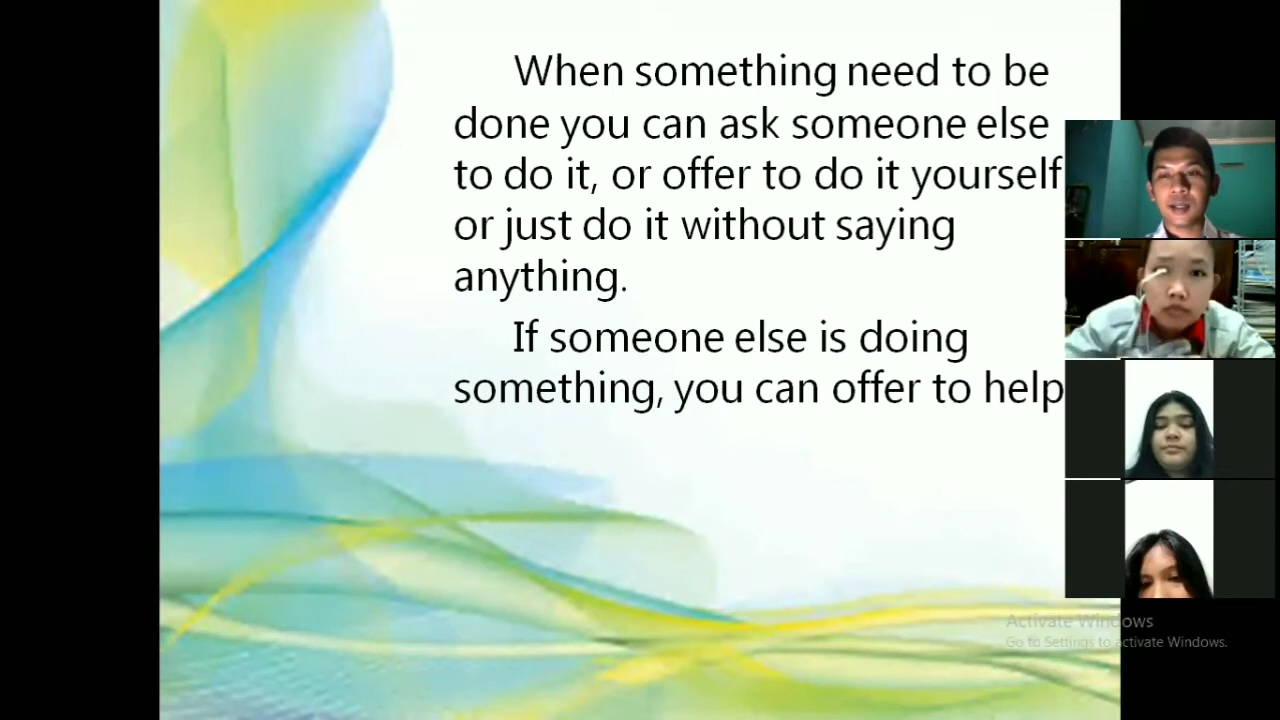 When something need to be
done you can ask someone else
to do it, or offer to do it yourself
or just do it without saying
anything.
If someone else is doing
something, you can offer to help
Activate Windows
Go to Settings to activate Windows.